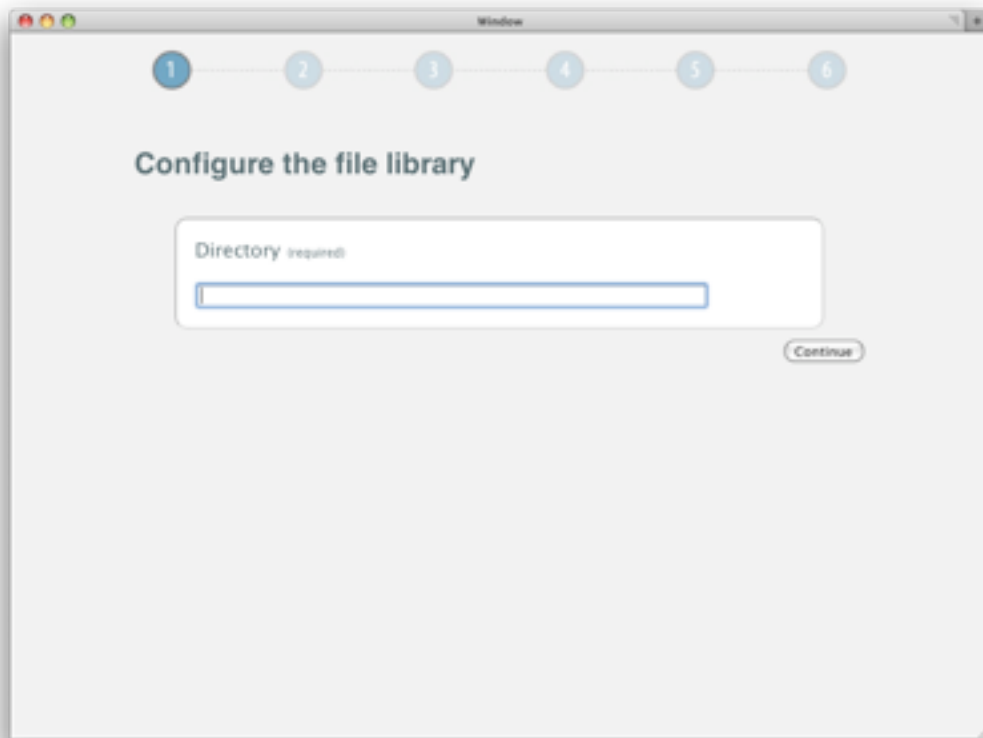 Window
1 2 3 4 5 6
Configure the file library
Directory (required)
Continue